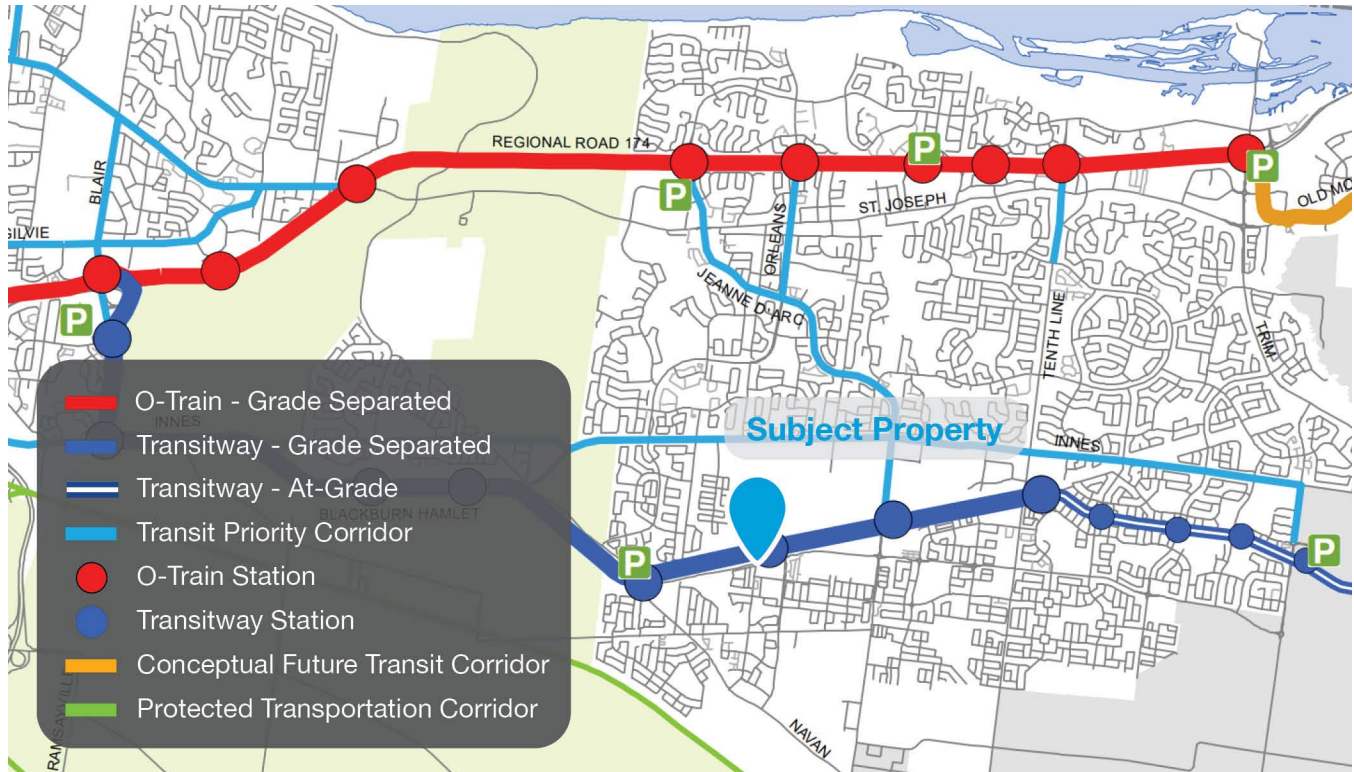 REGIONAL ROAD 174
P
P
BLAIR
ORLEANS
ST. JOSEPH
P
OLD MO
GILVIE
JEANNE D'ARC
P
TENTH LINE
TRIM
O-Train - Grade Separated
INNES
Transitway - Grade Separated
Subject Property
INNES
Transitway - At-Grade
BLACKBURN HAMLET
Transit Priority Corridor
P
P
O-Train Station
Transitway Station
Conceptual Future Transit Corridor
Protected Transportation Corridor
RAMSAYVILLE
NAVAN